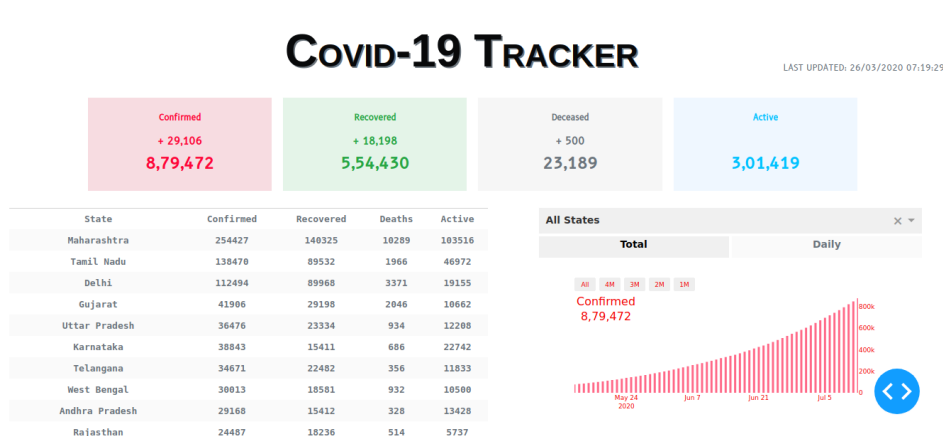 Covid-19 Tracker
LAST UPDATED: 26/03/2020 07:19:29
Confirmed
+ 29,106
8,79,472
Recovered
+ 18,198
5,54,430
Deceased
+ 500
23,189
Active
3,01,419
State Confirmed Recovered Deaths Active
Maharashtra 254427 140325 10289 103516
Tamil Nadu 138470 89532 1966 46972
Delhi 112494 89968 3371 19155
Gujarat 41906 29198 2046 10662
Uttar Pradesh 36476 23334 934 12208
Karnataka 38843 15411 686 22742
Telangana 34671 22482 356 11833
West Bengal 30013 18581 932 10500
Andhra Pradesh 29168 15412 328 13428
Rajasthan 24487 18236 514 5737
All States
Total Daily
All 4M 3M 2M 1M
Confirmed
8,79,472
800k
600k
400k
200k
0
May 24 Jun 7 Jun 21 Jul 5
2020